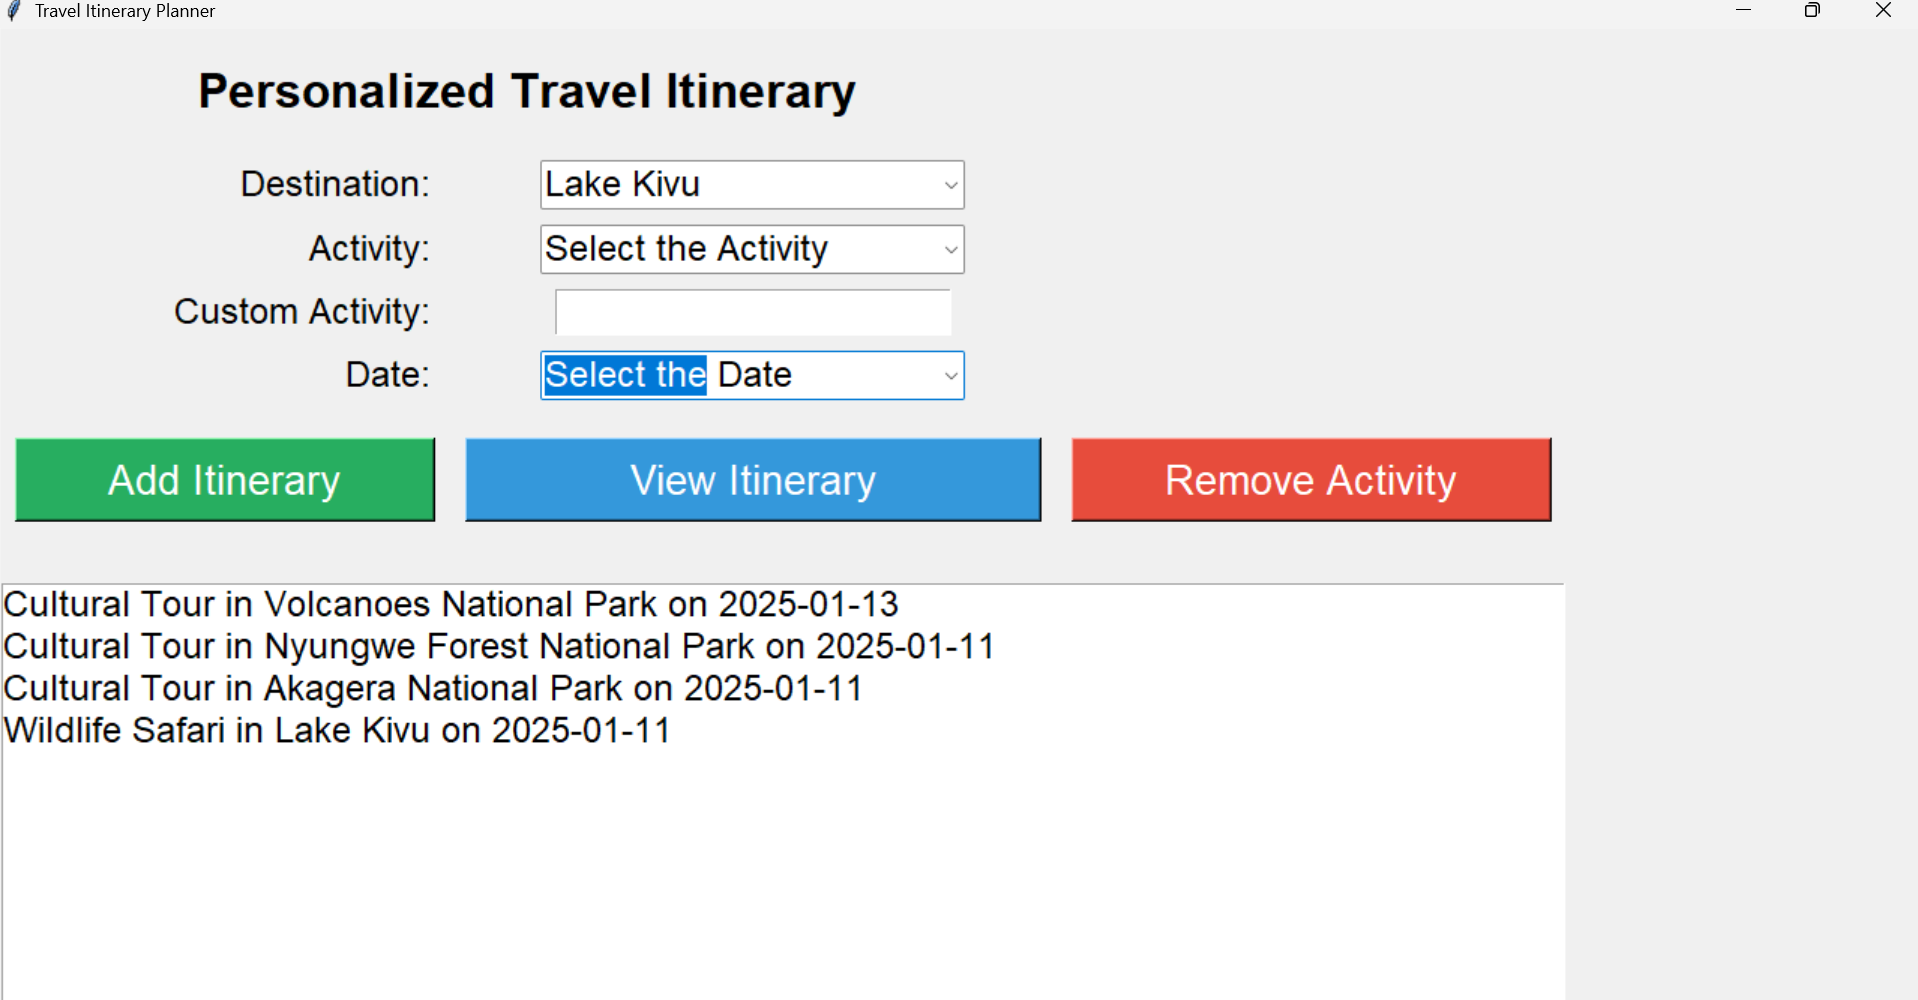 Travel Itinerary Planner
Personalized Travel Itinerary
Destination: Lake Kivu
Activity: Select the Activity
Custom Activity:
Date: Select the Date
Add Itinerary View Itinerary Remove Activity
Cultural Tour in Volcanoes National Park on 2025-01-13
Cultural Tour in Nyungwe Forest National Park on 2025-01-11
Cultural Tour in Akagera National Park on 2025-01-11
Wildlife Safari in Lake Kivu on 2025-01-11